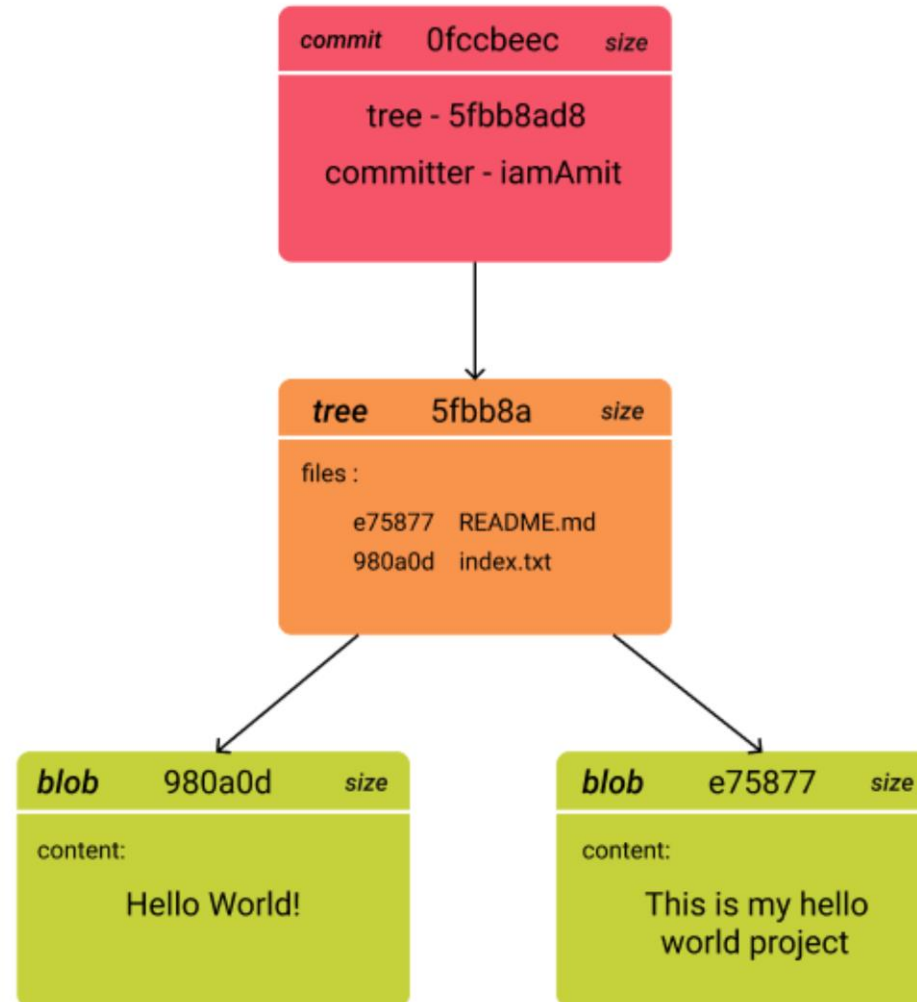 commit 0fccbeec size
tree - 5fbb8ad8
committer - iamAmit
tree 5fbb8a size
files :
e75877 README.md
980a0d index.txt
blob 980a0d size
content:
Hello World!
blob e75877 size
content:
This is my hello
world project